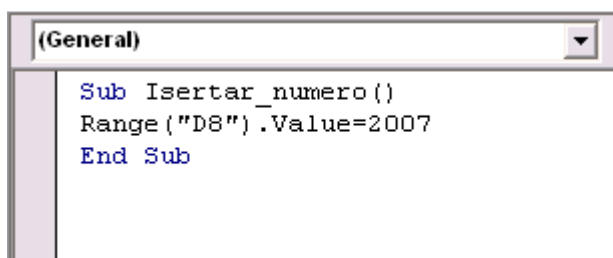 (General)
Sub Isertar_numero()
Range("D8").Value=2007
End Sub